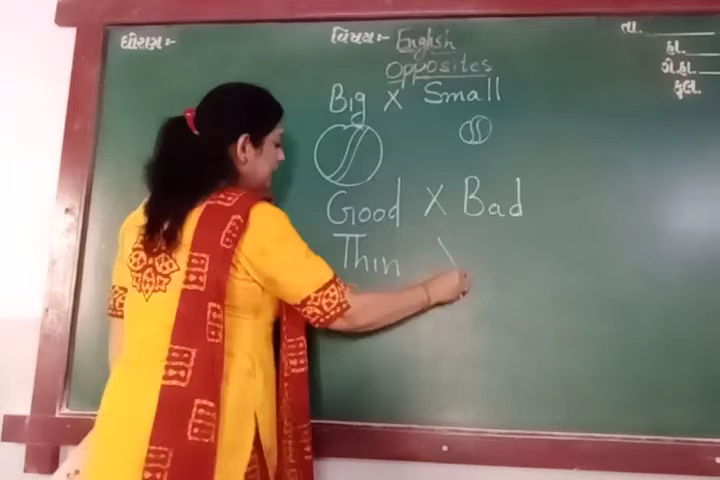 ધોરણ :-
વિષય :- English
Opposites
Big X Small
Good X Bad
Thin \
તા.
હા.
ગે.હા.
કુલ.